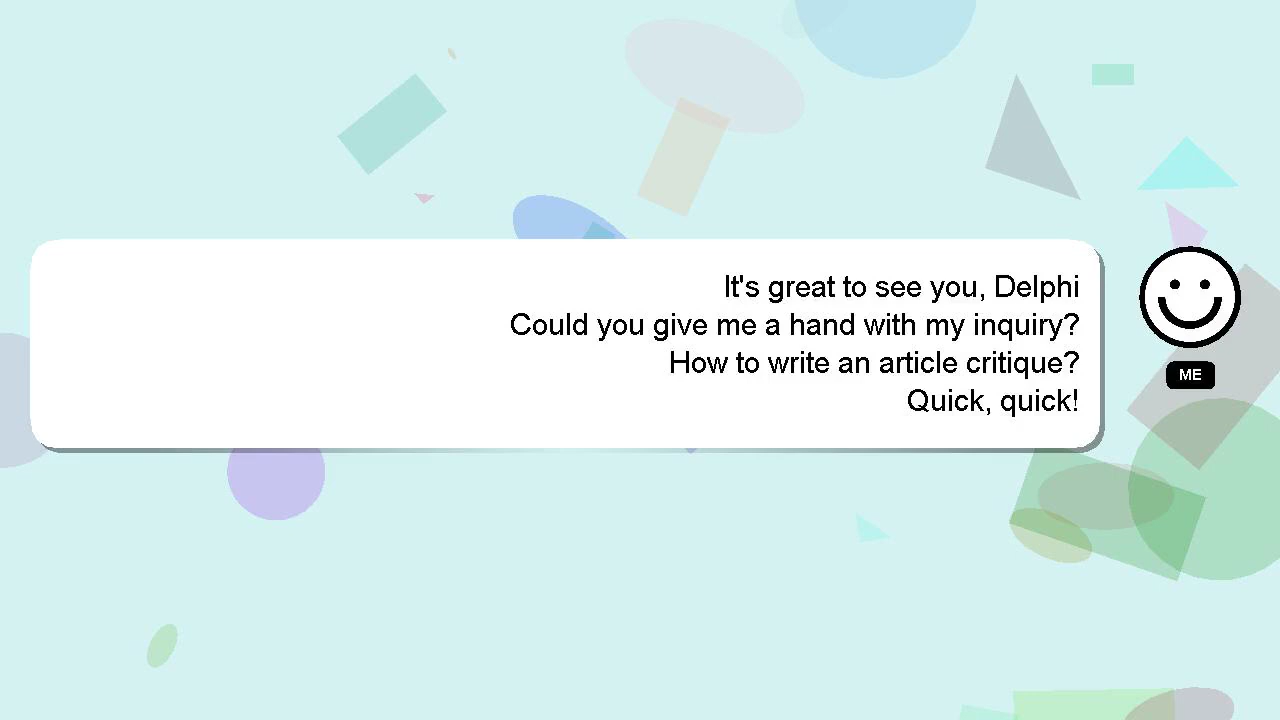 It's great to see you, Delphi
Could you give me a hand with my inquiry?
How to write an article critique?
Quick, quick!
ME